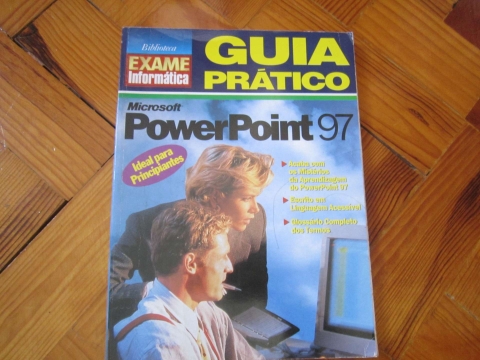 Biblioteca
EXAME
informática
GUIA
PRÁTICO
Microsoft
PowerPoint 97
Ideal para
Principiantes
Acaba com
os Mistérios
da Aprendizagem
do PowerPoint 97
Escrito em
Linguagem Acessível
Glossário Completo
dos Termos